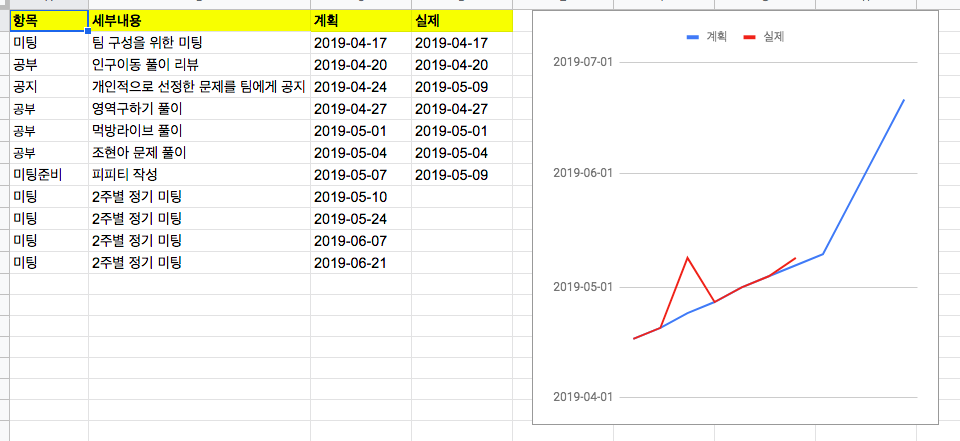 항목 세부내용 계획 실제
미팅 팀 구성을 위한 미팅 2019-04-17 2019-04-17
공부 인구이동 풀이 리뷰 2019-04-20 2019-04-20
공지 개인적으로 선정한 문제를 팀에게 공지 2019-04-24 2019-05-09
공부 영역구하기 풀이 2019-04-27 2019-04-27
공부 먹방라이브 풀이 2019-05-01 2019-05-01
공부 조현아 문제 풀이 2019-05-04 2019-05-04
미팅준비 피피티 작성 2019-05-07 2019-05-09
미팅 2주별 정기 미팅 2019-05-10
미팅 2주별 정기 미팅 2019-05-24
미팅 2주별 정기 미팅 2019-06-07
미팅 2주별 정기 미팅 2019-06-21
계획 실제
2019-07-01
2019-06-01
2019-05-01
2019-04-01